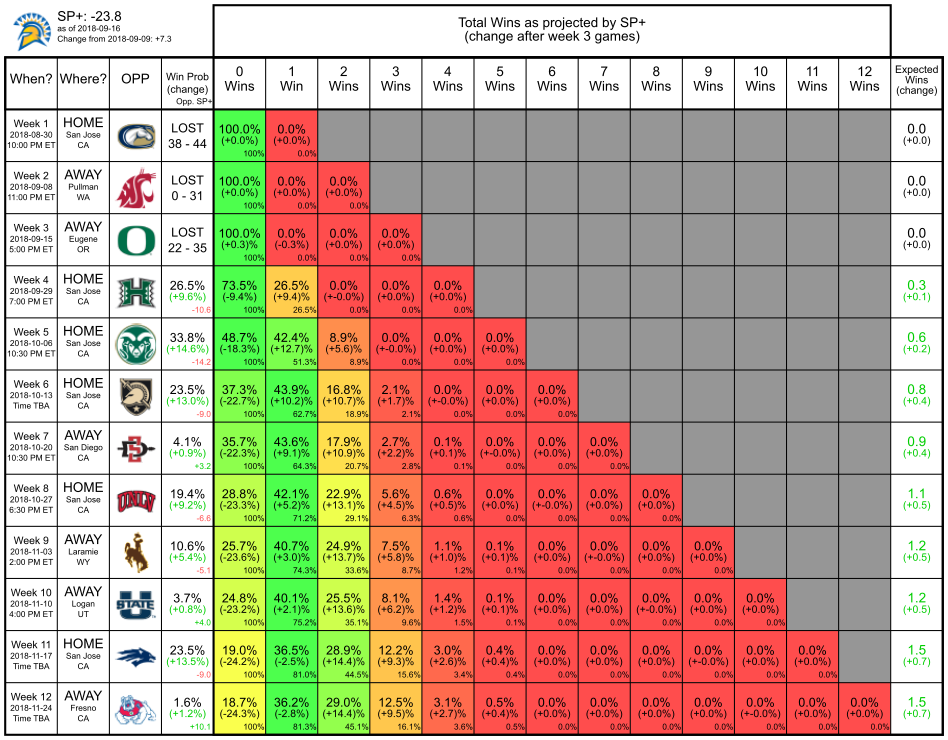 SP+: -23.8
as of 2018-09-16
Change from 2018-09-09: +7.3
Total Wins as projected by SP+
(change after week 3 games)
When? Where? OPP Win Prob (change) Opp. SP+ 0 Wins 1 Win 2 Wins 3 Wins 4 Wins 5 Wins 6 Wins 7 Wins 8 Wins 9 Wins 10 Wins 11 Wins 12 Wins Expected Wins (change)
Week 1 HOME LOST 100.0% 0.0% 0.0
2018-08-30 San Jose 38 - 44 (+0.0%) (+0.0%) (+0.0)
10:00 PM ET CA 100% 0.0%
Week 2 AWAY LOST 100.0% 0.0% 0.0% 0.0
2018-09-08 Pullman 0 - 31 (+0.0%) (+0.0%) (+0.0%) (+0.0)
11:00 PM ET WA 100% 0.0% 0.0%
Week 3 AWAY LOST 100.0% 0.0% 0.0% 0.0% 0.0
2018-09-15 Eugene 22 - 35 (+0.3)% (-0.3%) (+0.0%) (+0.0%) (+0.0)
5:00 PM ET OR 100% 0.0% 0.0% 0.0%
Week 4 HOME 26.5% 73.5% 26.5% 0.0% 0.0% 0.0% 0.3
2018-09-29 San Jose (+9.6%) (-9.4%) (+9.4%) (+-0.0%) (+0.0%) (+0.0%) (+0.1)
7:00 PM ET CA -10.6 100% 26.5% 0.0% 0.0% 0.0%
Week 5 HOME 33.8% 48.7% 42.4% 8.9% 0.0% 0.0% 0.6
2018-10-06 San Jose (+14.6%) (-18.3%) (+12.7)% (+5.6)% (+-0.0%) (+0.0%) (+0.0%) (+0.2)
10:30 PM ET CA -14.2 100% 51.3% 8.9% 0.0% 0.0% 0.0%
Week 6 HOME 23.5% 37.3% 43.9% 16.8% 2.1% 0.0% 0.0% 0.0% 0.8
2018-10-13 San Jose (+13.0%) (-22.7%) (+10.2)% (+10.7)% (+1.7)% (+-0.0%) (+0.0%) (+0.0%) (+0.4)
Time TBA CA -9.0 100% 62.7% 18.9% 2.1% 0.0% 0.0% 0.0%
Week 7 AWAY SD 4.1% 35.7% 43.6% 17.9% 2.7% 0.1% 0.0% 0.0% 0.0% 0.9
2018-10-20 San Diego (+0.9%) (-22.3%) (+9.1)% (+10.9)% (+2.2)% (+0.1)% (+-0.0%) (+0.0%) (+0.0%) (+0.4)
10:30 PM ET CA +3.2 100% 64.3% 20.7% 2.8% 0.1% 0.0% 0.0% 0.0%
Week 8 HOME UNLV 19.4% 28.8% 42.1% 22.9% 5.6% 0.6% 0.0% 0.0% 0.0% 0.0% 1.1
2018-10-27 San Jose (+9.2%) (-23.3%) (+5.2)% (+13.1)% (+4.5)% (+0.5)% (+0.0%) (+-0.0%) (+0.0%) (+0.0%) (+0.5)
6:30 PM ET CA -6.6 100% 71.2% 29.1% 6.3% 0.6% 0.0% 0.0% 0.0% 0.0%
Week 9 AWAY 10.6% 25.7% 40.7% 24.9% 7.5% 1.1% 0.1% 0.0% 0.0% 0.0% 0.0% 1.2
2018-11-03 Laramie (+5.4%) (-23.6%) (+3.0)% (+13.7)% (+5.8)% (+1.0)% (+0.1)% (+0.0%) (-0.0%) (+0.0%) (+0.0%) (+0.5)
2:00 PM ET WY -5.1 100% 74.3% 33.6% 8.7% 1.2% 0.1% 0.0% 0.0% 0.0% 0.0%
Week 10 AWAY STATE 3.7% 24.8% 40.1% 25.5% 8.1% 1.4% 0.1% 0.0% 0.0% 0.0% 0.0% 0.0% 1.2
2018-11-10 Logan (+0.8%) (-23.2%) (+2.1)% (+13.6)% (+6.2)% (+1.2)% (+0.1)% (+0.0%) (+0.0%) (+-0.0%) (+0.0%) (+0.0%) (+0.5)
4:00 PM ET UT +4.0 100% 75.2% 35.1% 9.6% 1.5% 0.1% 0.0% 0.0% 0.0% 0.0% 0.0%
Week 11 HOME 23.5% 19.0% 36.5% 28.9% 12.2% 3.0% 0.4% 0.0% 0.0% 0.0% 0.0% 0.0% 0.0% 1.5
2018-11-17 San Jose (+13.5%) (-24.2%) (-2.5%) (+14.4)% (+9.3)% (+2.6)% (+0.4)% (+0.0%) (+0.0%) (+0.0%) (+-0.0%) (+0.0%) (+0.0%) (+0.7)
Time TBA CA -9.0 100% 81.0% 44.5% 15.6% 3.4% 0.4% 0.0% 0.0% 0.0% 0.0% 0.0% 0.0%
Week 12 AWAY 1.6% 18.7% 36.2% 29.0% 12.5% 3.1% 0.5% 0.0% 0.0% 0.0% 0.0% 0.0% 0.0% 0.0% 1.5
2018-11-24 Fresno (+1.2%) (-24.3%) (-2.8%) (+14.4)% (+9.5)% (+2.7)% (+0.4)% (+0.0%) (+0.0%) (+0.0%) (+0.0%) (+-0.0%) (+0.0%) (+0.0%) (+0.7)
Time TBA CA +10.1 100% 81.3% 45.1% 16.1% 3.6% 0.5% 0.0% 0.0% 0.0% 0.0% 0.0% 0.0% 0.0%